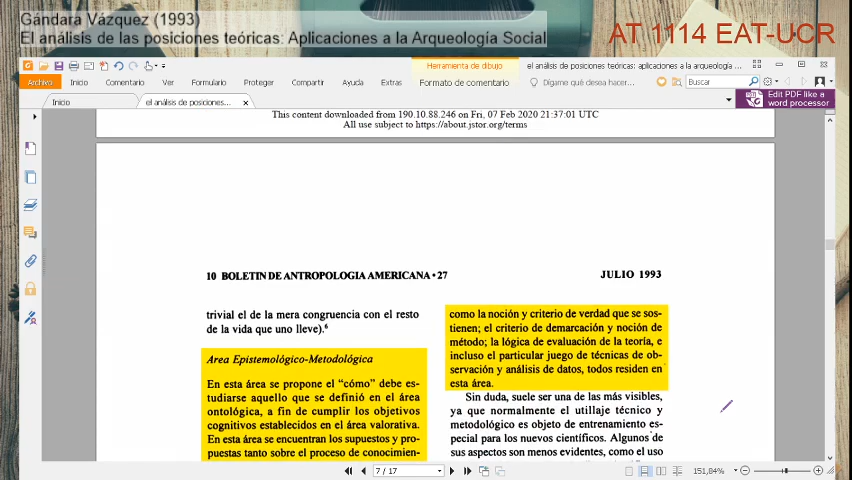 Gándara Vázquez (1993)
El análisis de las posiciones teóricas: Aplicaciones a la Arqueología Social
AT 1114 EAT-UCR
Herramienta de dibujo
el análisis de posiciones teóricas: aplicaciones a la arqueología...
Archivo Inicio Comentario Ver Formulario Proteger Compartir Ayuda Extras Formato de comentario Dígame qué desea hacer... Buscar
Inicio
el análisis de posiciones...
Edit PDF like a
word processor
This content downloaded from 190.10.88.246 on Fri, 07 Feb 2020 21:37:01 UTC
All use subject to https://about.jstor.org/terms
10 BOLETIN DE ANTROPOLOGIA AMERICANA • 27
JULIO 1993
trivial el de la mera congruencia con el resto
de la vida que uno lleve).6
Area Epistemológico-Metodológica
En esta área se propone el “cómo” debe es-
tudiarse aquello que se definió en el área
ontológica, a fin de cumplir los objetivos
cognitivos establecidos en el área valorativa.
En esta área se encuentran los supuestos y pro-
puestas tanto sobre el proceso de conocimien-
como la noción y criterio de verdad que se sos-
tienen; el criterio de demarcación y noción de
método; la lógica de evaluación de la teoría, e
incluso el particular juego de técnicas de ob-
servación y análisis de datos, todos residen en
esta área.
Sin duda, suele ser una de las más visibles,
ya que normalmente el utillaje técnico y
metodológico es objeto de entrenamiento es-
pecial para los nuevos científicos. Algunos de
sus aspectos son menos evidentes, como el uso
7 / 17
151,84%